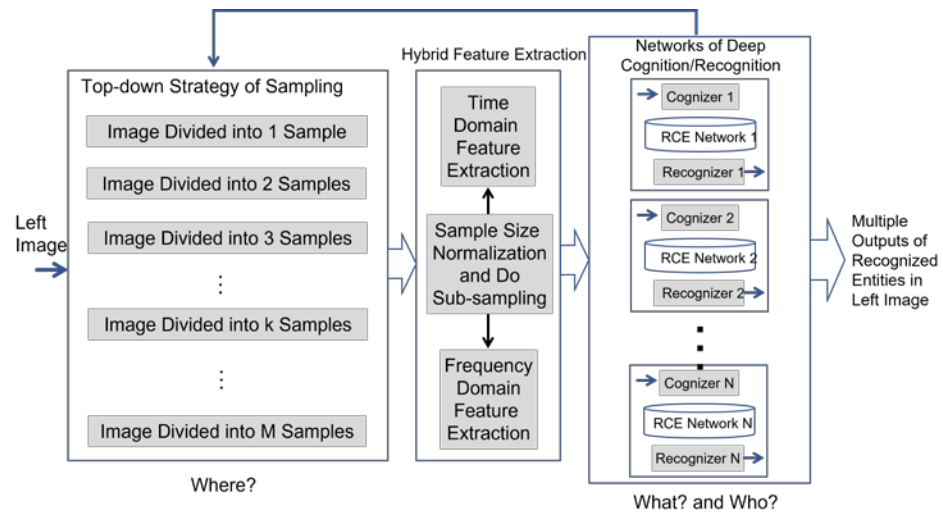 Left
Image
Top-down Strategy of Sampling
Image Divided into 1 Sample
Image Divided into 2 Samples
Image Divided into 3 Samples
⋮
Image Divided into k Samples
⋮
Image Divided into M Samples
Where?
Hybrid Feature Extraction
Time
Domain
Feature
Extraction
Sample Size
Normalization
and Do
Sub-sampling
Frequency
Domain
Feature
Extraction
Networks of Deep
Cognition/Recognition
Cognizer 1
RCE Network 1
Recognizer 1
Cognizer 2
RCE Network 2
Recognizer 2
⋮
Cognizer N
RCE Network N
Recognizer N
What? and Who?
Multiple
Outputs of
Recognized
Entities in
Left Image